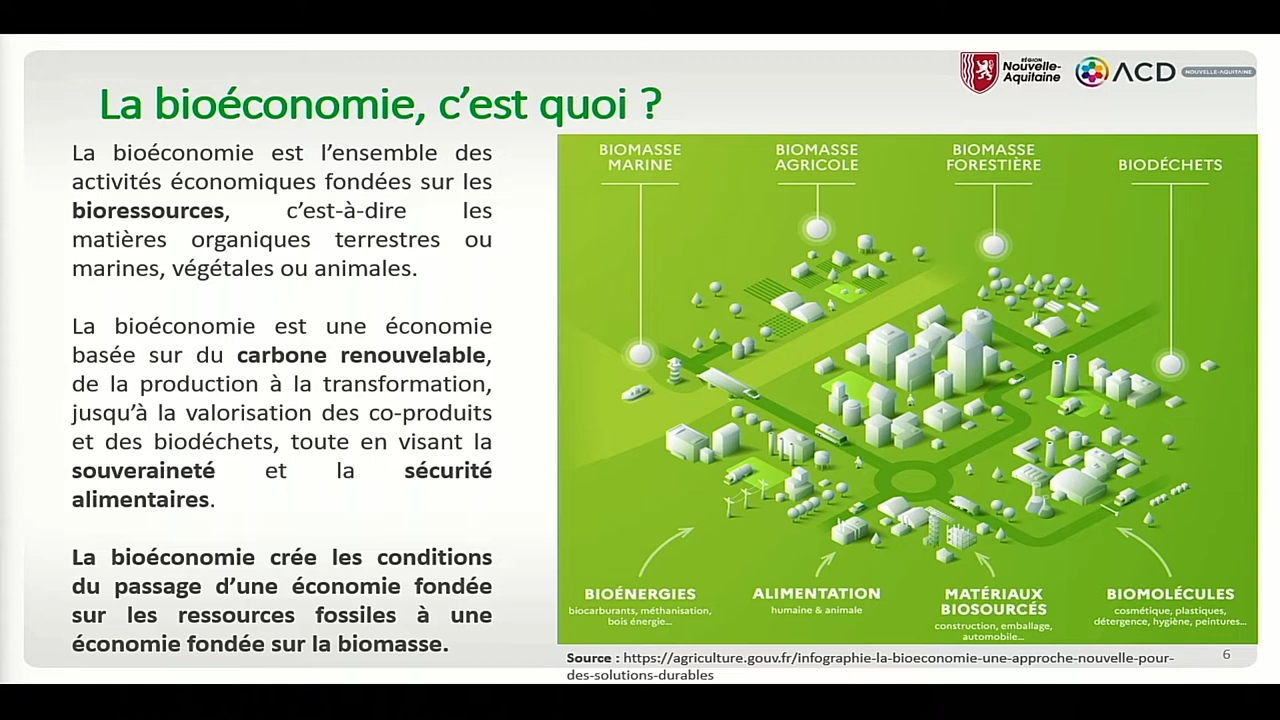 RÉGION
Nouvelle-
Aquitaine
ACD
NOUVELLE-AQUITAINE
La bioéconomie, c’est quoi ?
La bioéconomie est l’ensemble des
activités économiques fondées sur les
bioressources, c’est-à-dire les
matières organiques terrestres ou
marines, végétales ou animales.
La bioéconomie est une économie
basée sur du carbone renouvelable,
de la production à la transformation,
jusqu’à la valorisation des co-produits
et des biodéchets, toute en visant la
souveraineté et la sécurité
alimentaires.
La bioéconomie crée les conditions
du passage d’une économie fondée
sur les ressources fossiles à une
économie fondée sur la biomasse.
BIOMASSE
MARINE
BIOMASSE
AGRICOLE
BIOMASSE
FORESTIÈRE
BIODÉCHETS
BIOÉNERGIES
biocarburants, méthanisation,
bois énergie...
ALIMENTATION
humaine & animale
MATÉRIAUX
BIOSOURCÉS
construction, emballage,
automobile...
BIOMOLÉCULES
cosmétique, plastiques,
détergence, hygiène, peintures...
Source : https://agriculture.gouv.fr/infographie-la-bioeconomie-une-approche-nouvelle-pour-
des-solutions-durables
6